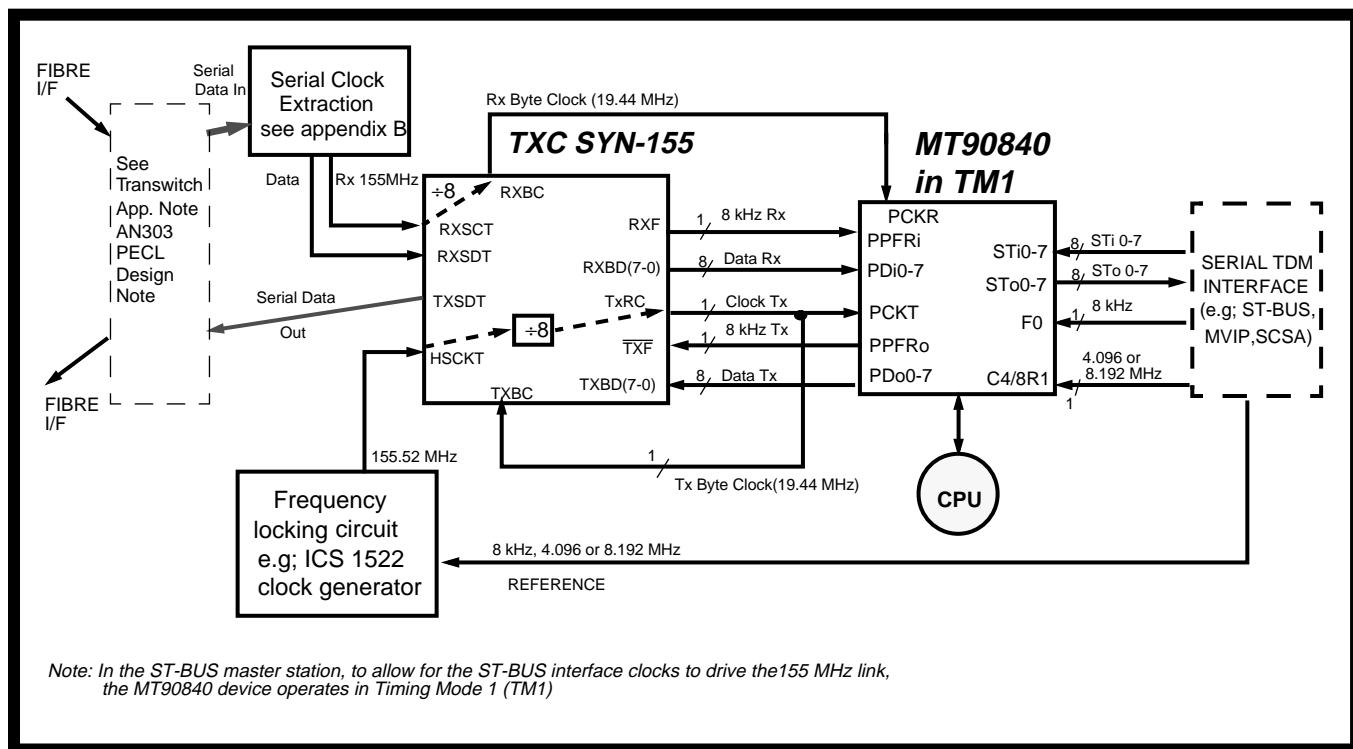 FIBRE
I/F
Serial
Data In
Serial Clock
Extraction
see appendix B
Rx Byte Clock (19.44 MHz)
TXC SYN-155
MT90840
in TM1
See
Transwitch
App. Note
AN303
PECL
Design
Note
Data
Rx 155MHz
÷8
RXBC
RXSCT
RXSDT
TXSDT
HSCKT
TXBC
÷8
RXF
RXBD(7-0)
TxRC
TXF
TXBD(7-0)
Serial Data
Out
1
8 kHz Rx
8
Data Rx
1
Clock Tx
1
8 kHz Tx
8
Data Tx
PCKR
PPFRi
PDi0-7
PCKT
PPFRo
PDo0-7
STi0-7
STo0-7
F0
C4/8R1
8
STi 0-7
8
STo 0-7
1
8 kHz
4.096 or
8.192 MHz
1
SERIAL TDM
INTERFACE
(e.g; ST-BUS,
MVIP,SCSA)
FIBRE
I/F
155.52 MHz
1
Tx Byte Clock(19.44 MHz)
CPU
Frequency
locking circuit
e.g; ICS 1522
clock generator
8 kHz, 4.096 or 8.192 MHz
REFERENCE
Note: In the ST-BUS master station, to allow for the ST-BUS interface clocks to drive the155 MHz link,
the MT90840 device operates in Timing Mode 1 (TM1)